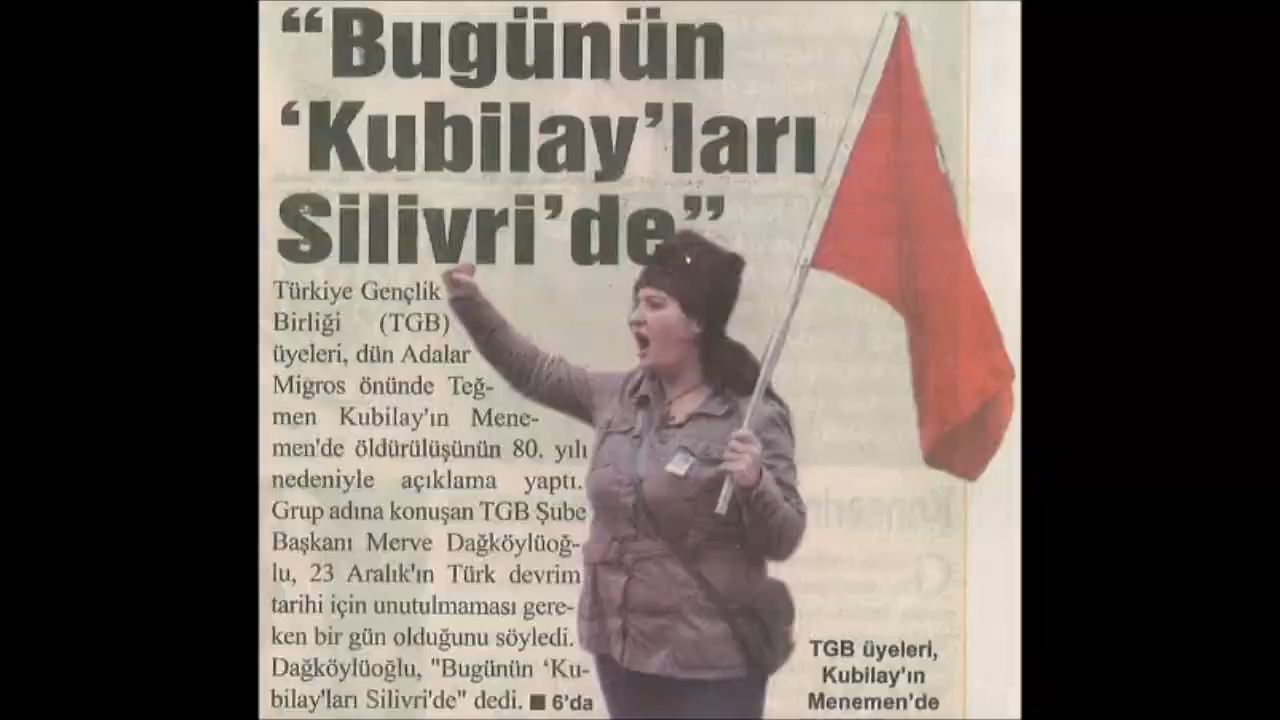 “Bugünün
‘Kubilay’ları
Silivri’de”
Türkiye Gençlik
Birliği (TGB)
üyeleri, dün Adalar
Migros önünde Teğ-
men Kubilay'ın Mene-
men'de öldürülüşünün 80. yılı
nedeniyle açıklama yaptı.
Grup adına konuşan TGB Şube
Başkanı Merve Dağköylüoğ-
lu, 23 Aralık'ın Türk devrim
tarihi için unutulmaması gere-
ken bir gün olduğunu söyledi.
Dağköylüoğlu, "Bugünün ‘Ku-
bilay'ları Silivri'de" dedi. ■ 6'da
TGB üyeleri,
Kubilay'ın
Menemen'de